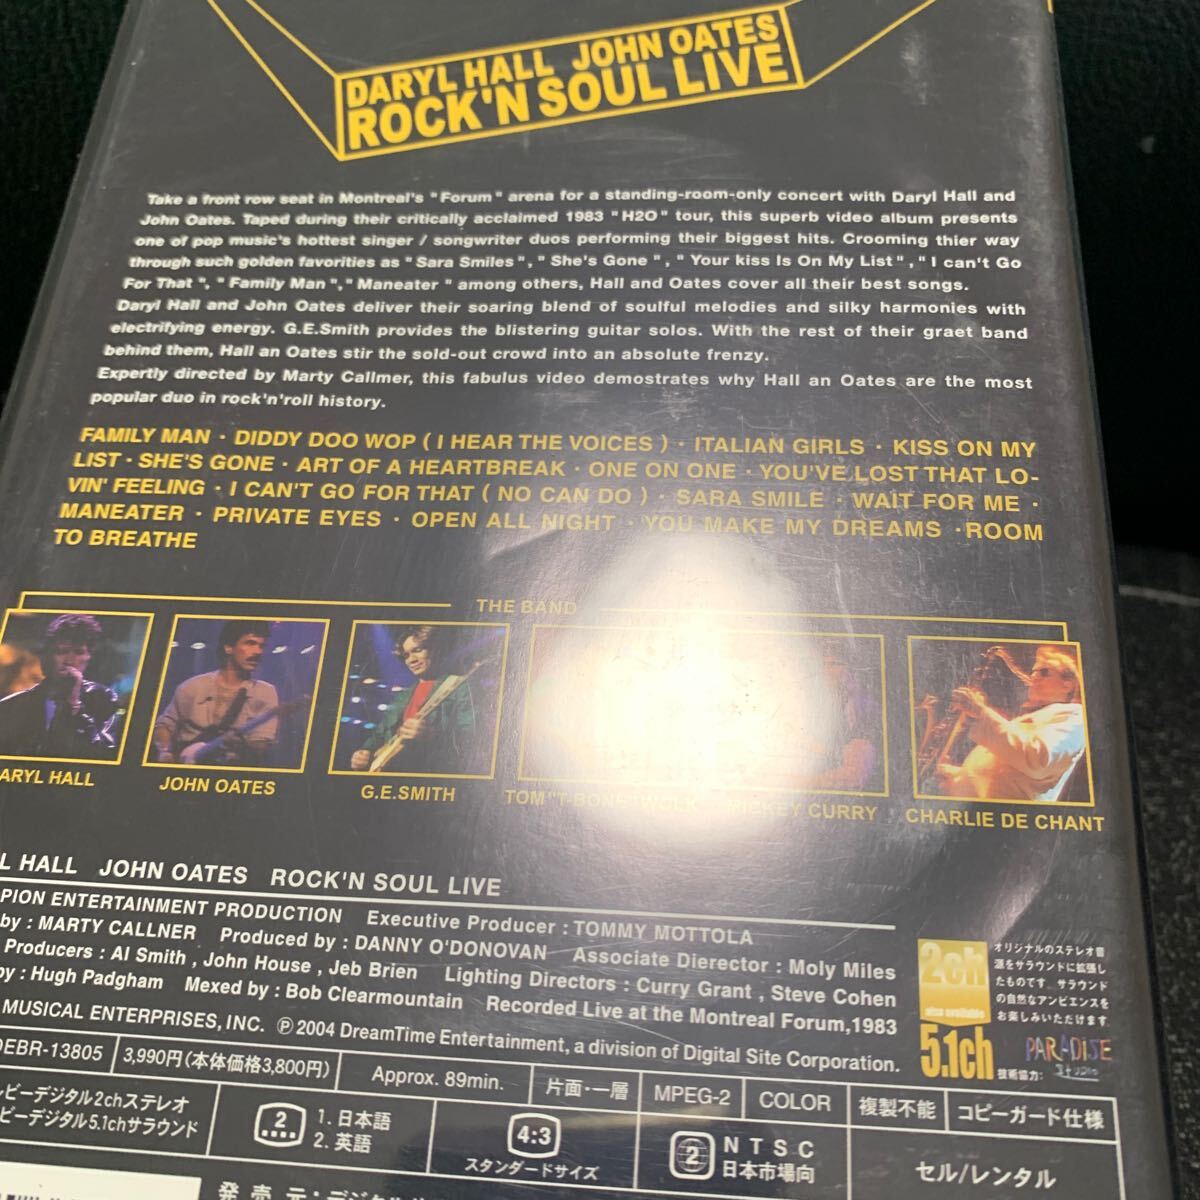 DARYL HALL JOHN OATES
ROCK'N SOUL LIVE
Take a front row seat in Montreal's "Forum" arena for a standing-room-only concert with Daryl Hall and
John Oates. Taped during their critically acclaimed 1983 "H2O" tour, this superb video album presents
one of pop music's hottest singer / songwriter duos performing their biggest hits. Crooming thier way
through such golden favorities as "Sara Smiles", "She's Gone", "Your kiss Is On My List", "I can't Go
For That", "Family Man", "Maneater" among others, Hall and Oates cover all their best songs.
Daryl Hall and John Oates deliver their soaring blend of soulful melodies and silky harmonies with
electrifying energy. G.E.Smith provides the blistering guitar solos. With the rest of their graet band
behind them, Hall an Oates stir the sold-out crowd into an absolute frenzy.
Expertly directed by Marty Callmer, this fabulus video demostrates why Hall an Oates are the most
popular duo in rock'n'roll history.
FAMILY MAN · DIDDY DOO WOP ( I HEAR THE VOICES ) · ITALIAN GIRLS · KISS ON MY
LIST · SHE'S GONE · ART OF A HEARTBREAK · ONE ON ONE · YOU'VE LOST THAT LO-
VIN' FEELING · I CAN'T GO FOR THAT ( NO CAN DO ) · SARA SMILE · WAIT FOR ME ·
MANEATER · PRIVATE EYES · OPEN ALL NIGHT · YOU MAKE MY DREAMS · ROOM
TO BREATHE
THE BAND
ARYL HALL
JOHN OATES
G.E.SMITH
TOM "T-BONE" WOLK
MICKEY CURRY
CHARLIE DE CHANT
L HALL JOHN OATES ROCK'N SOUL LIVE
PION ENTERTAINMENT PRODUCTION Executive Producer : TOMMY MOTTOLA
by : MARTY CALLNER Produced by : DANNY O'DONOVAN Associate Dierector : Moly Miles
Producers : Al Smith , John House , Jeb Brien Lighting Directors : Curry Grant , Steve Cohen
by : Hugh Padgham Mexed by : Bob Clearmountain Recorded Live at the Montreal Forum,1983
MUSICAL ENTERPRISES, INC. ℗ 2004 DreamTime Entertainment, a division of Digital Site Corporation.
2ch
also available
5.1ch
オリジナルのステレオ音
源をサラウンドに拡張し
たものです。サラウンド
の自然なアンビエンスを
お楽しみいただけます。
技術協力:
PARADISE
Studio
DEBR-13805
3,990円(本体価格3,800円)
Approx. 89min.
片面・一層
MPEG-2
COLOR
複製不能
コピーガード仕様
ルビーデジタル2chステレオ
ビーデジタル5.1chサラウンド
2
1. 日本語
2. 英語
4:3
スタンダードサイズ
2
NTSC
日本市場向
セル/レンタル
発売元:デジタル